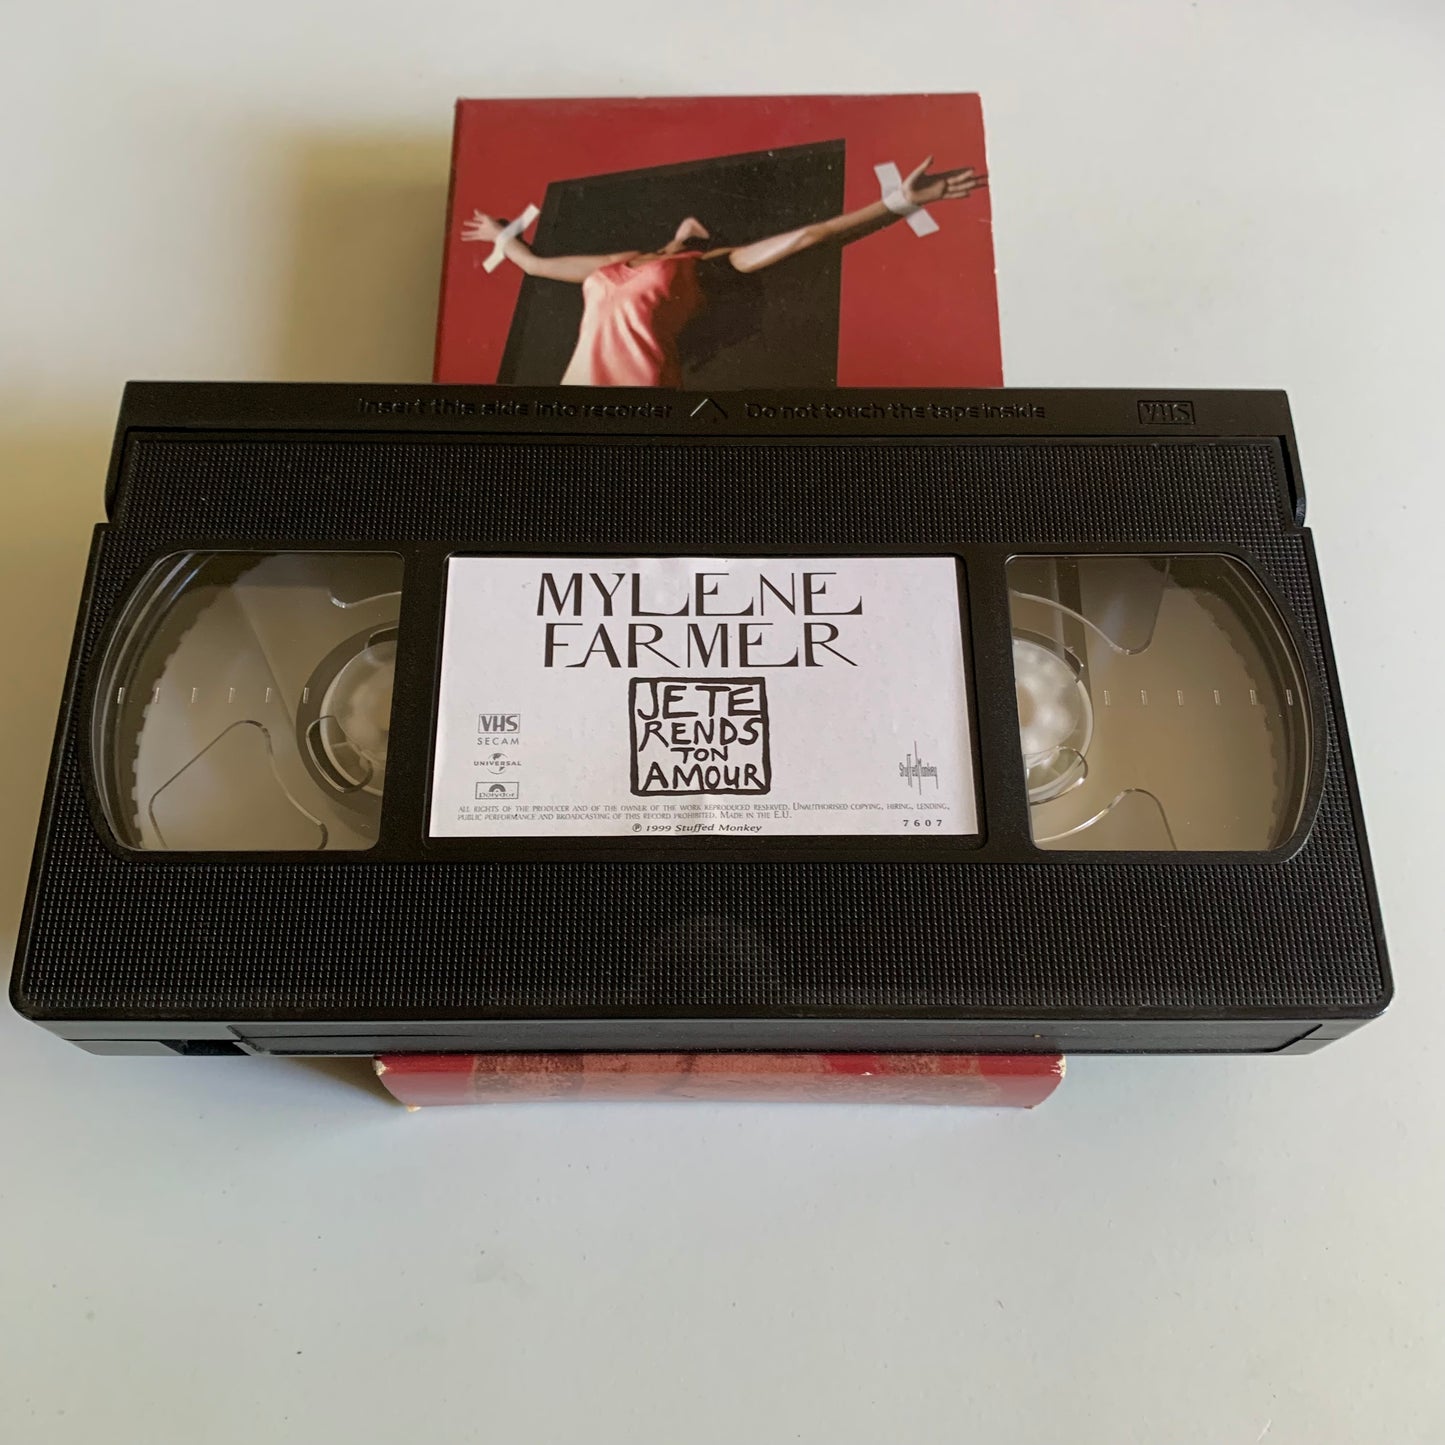 Insert this side into recorder Do not touch the tape inside VHS
MYLENE
FARMER
JE TE
RENDS
TON
AMOUR
VHS
SECAM
UNIVERSAL
Polydor
Stuffed Monkey
ALL RIGHTS OF THE PRODUCER AND OF THE OWNER OF THE WORK REPRODUCED RESERVED. UNAUTHORISED COPYING, HIRING, LENDING,
PUBLIC PERFORMANCE AND BROADCASTING OF THIS RECORD PROHIBITED. MADE IN THE E.U.
℗ 1999 Stuffed Monkey
7607